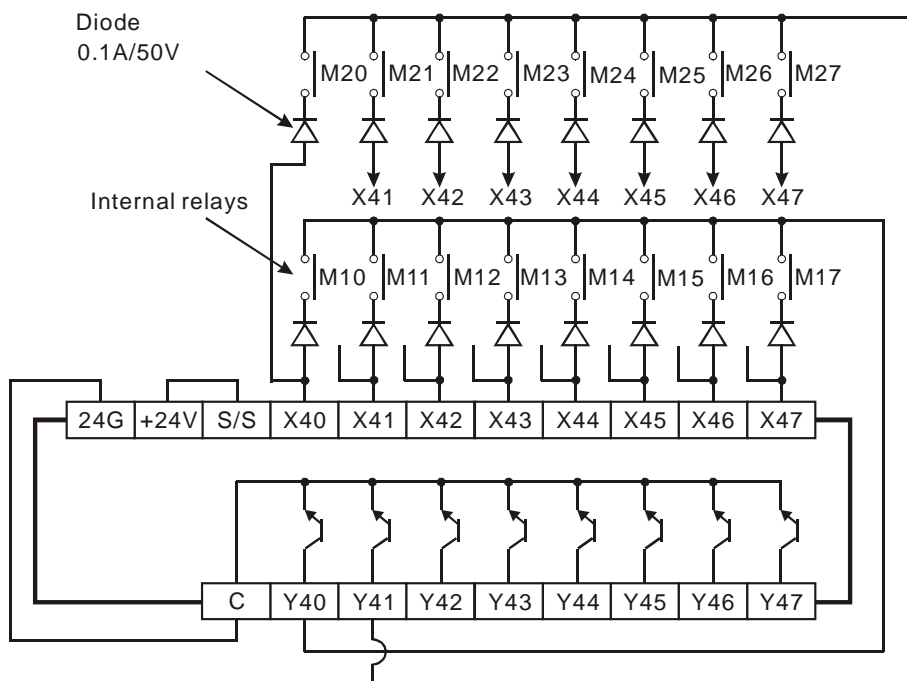 Diode
0.1A/50V
M20 M21 M22 M23 M24 M25 M26 M27
X41 X42 X43 X44 X45 X46 X47
Internal relays
M10 M11 M12 M13 M14 M15 M16 M17
24G +24V S/S X40 X41 X42 X43 X44 X45 X46 X47
C Y40 Y41 Y42 Y43 Y44 Y45 Y46 Y47